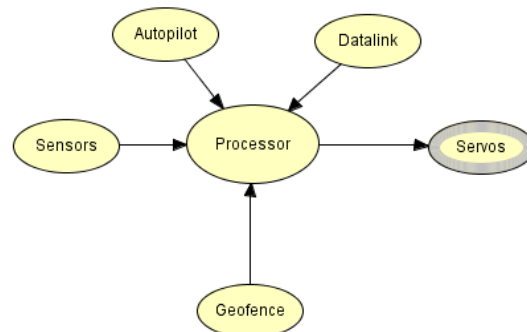 Autopilot
Datalink
Sensors
Processor
Servos
Geofence